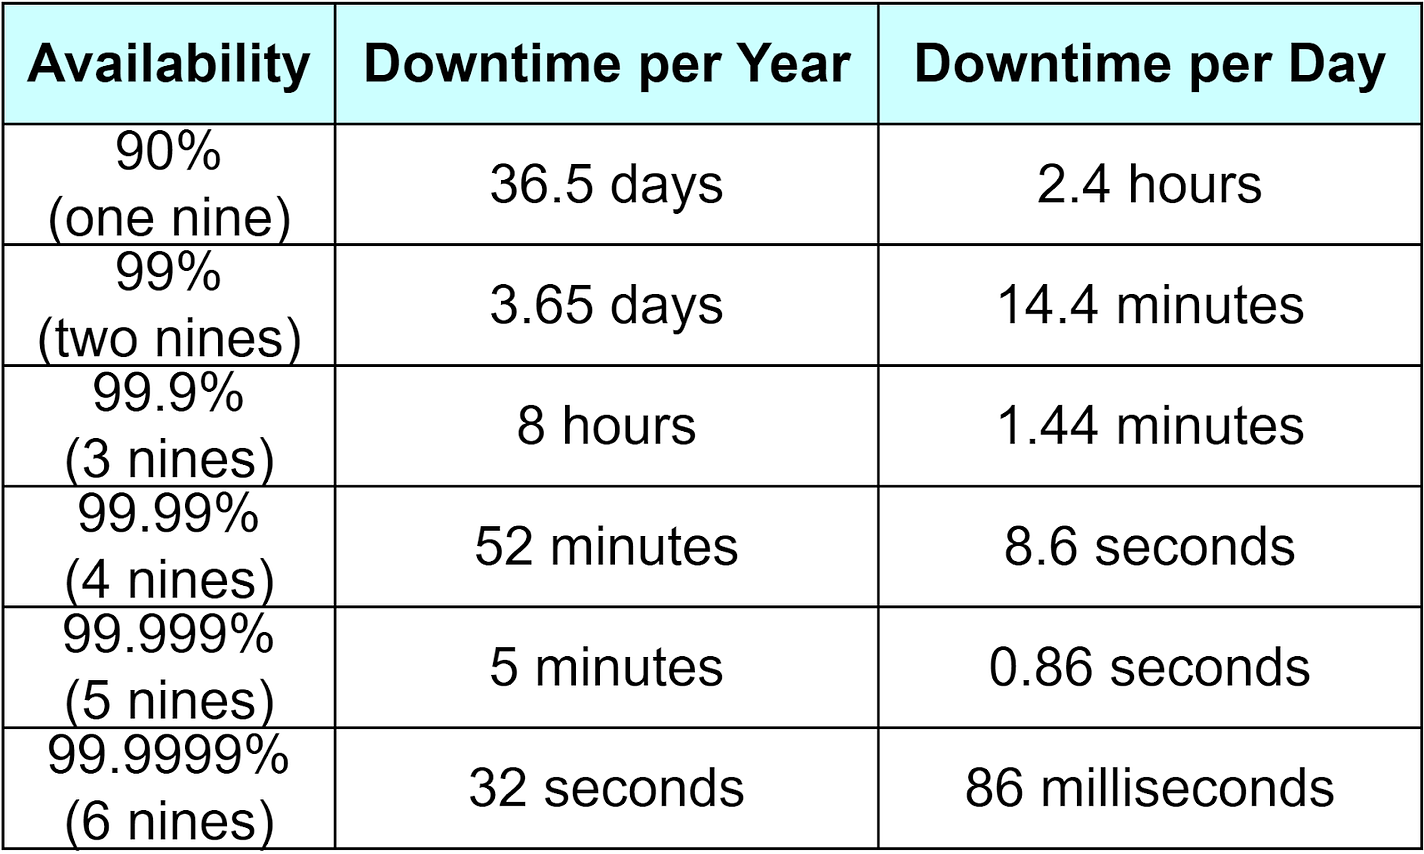 Availability Downtime per Year Downtime per Day
90%
(one nine) 36.5 days 2.4 hours
99%
(two nines) 3.65 days 14.4 minutes
99.9%
(3 nines) 8 hours 1.44 minutes
99.99%
(4 nines) 52 minutes 8.6 seconds
99.999%
(5 nines) 5 minutes 0.86 seconds
99.9999%
(6 nines) 32 seconds 86 milliseconds